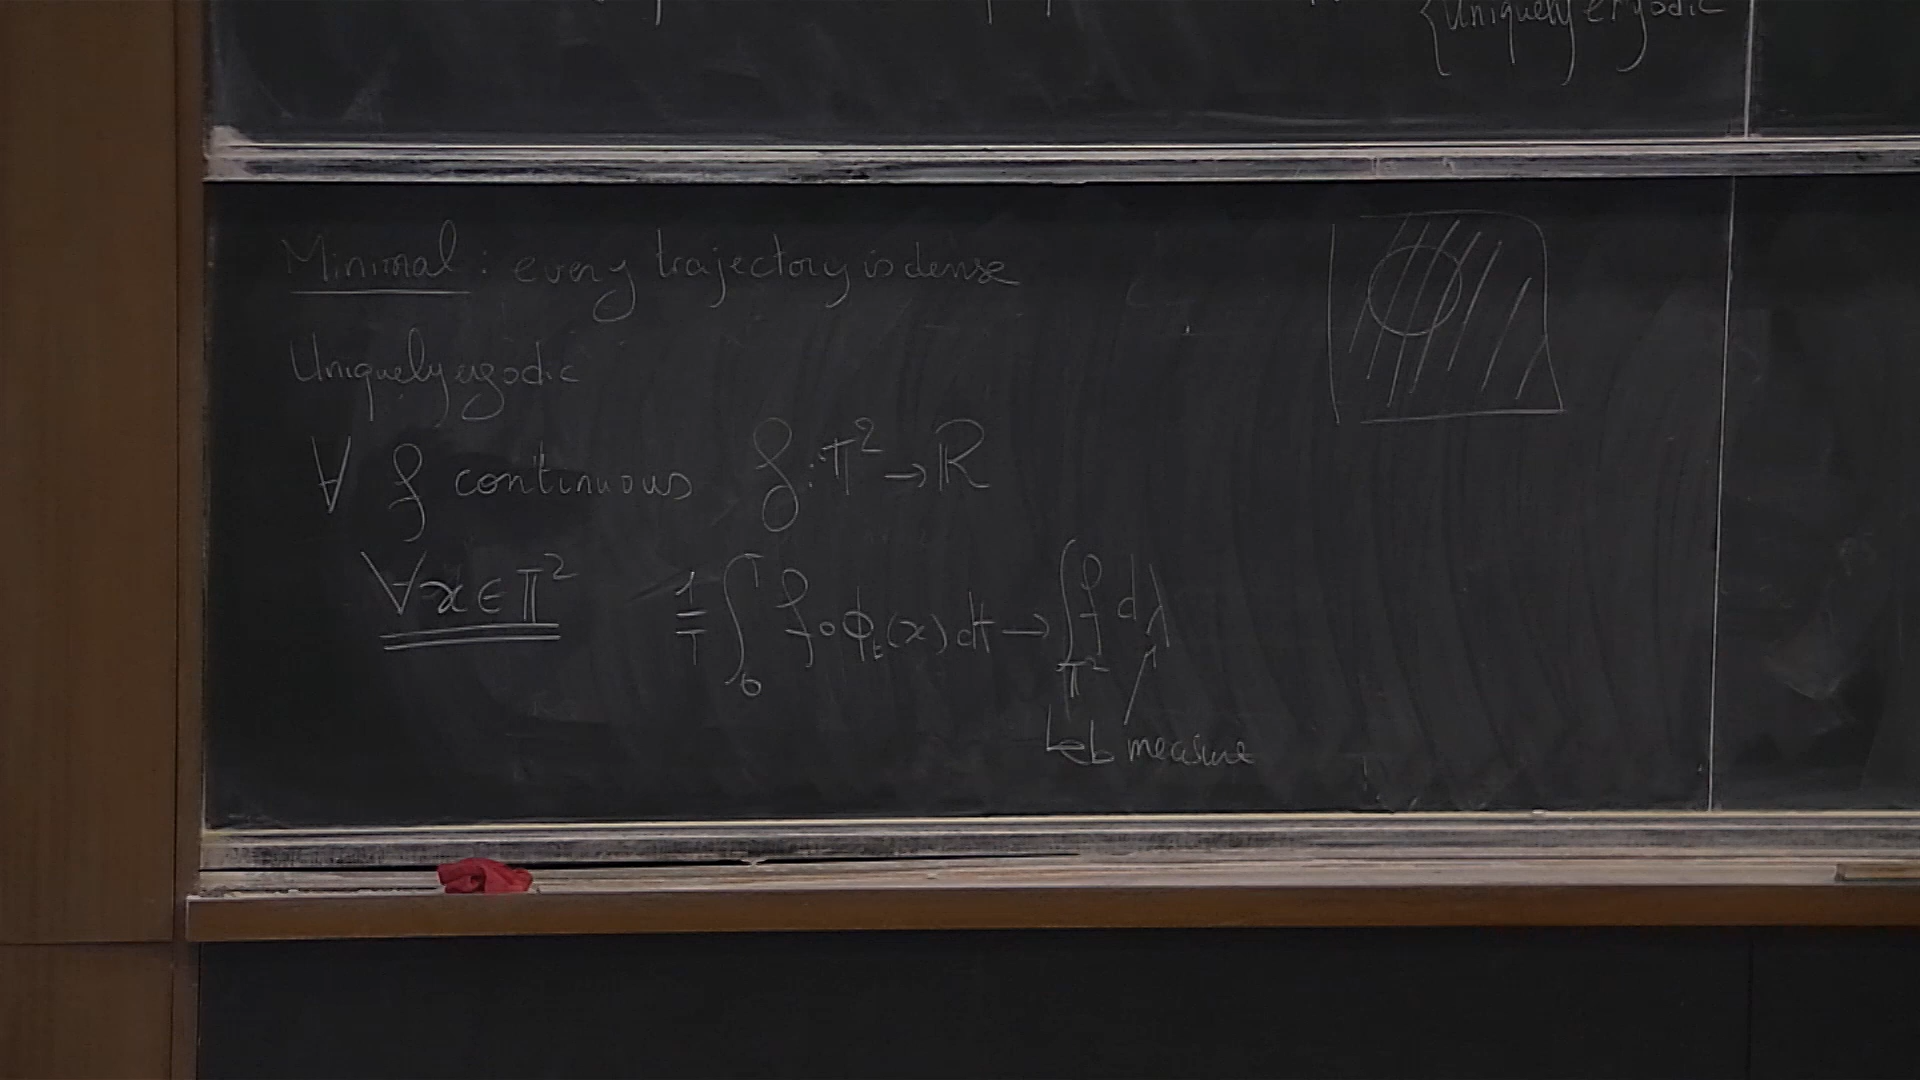 {Uniquely ergodic
Minimal : every trajectory is dense
Uniquely ergodic
∀ f continuous f : 𝕋² → ℝ
∀x ∈ 𝕋² 1/T ∫₀ᵀ f∘ϕₜ(x) dt → ∫_𝕋² f dλ
Leb measure